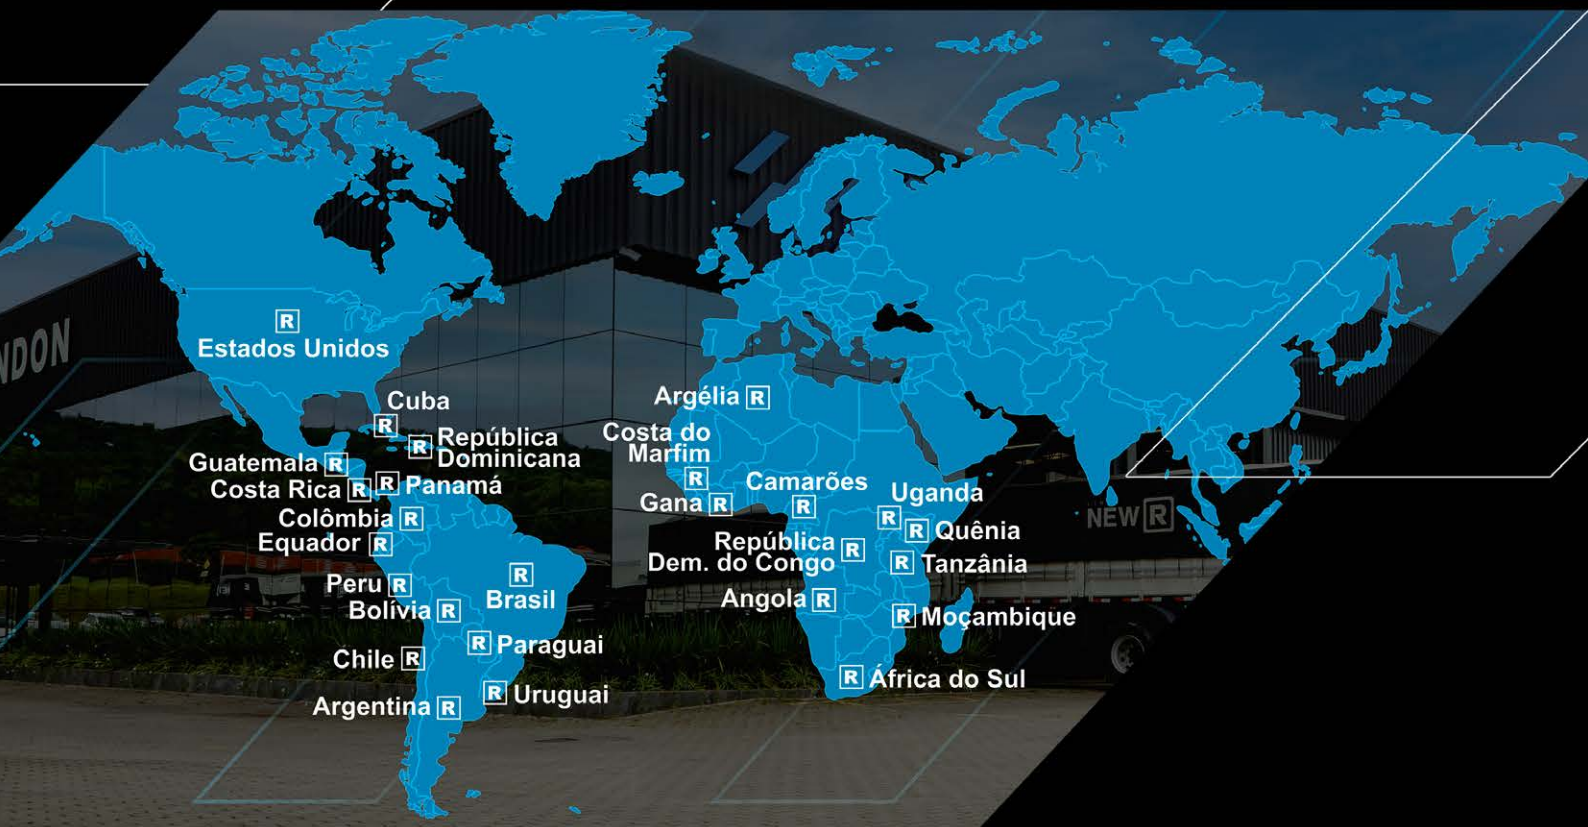 NDON
R
Estados Unidos
Cuba
R
R República
Dominicana
Guatemala R
Costa Rica R
R Panamá
Colômbia R
Equador R
Peru R
Bolívia R
R
Brasil
R Paraguai
Chile R
R Uruguai
Argentina R
Argélia R
Costa do
Marfim
R
Gana R
Camarões
R
Uganda
R
R Quênia
República
Dem. do Congo R
R Tanzânia
Angola R
R Moçambique
R África do Sul
NEW R